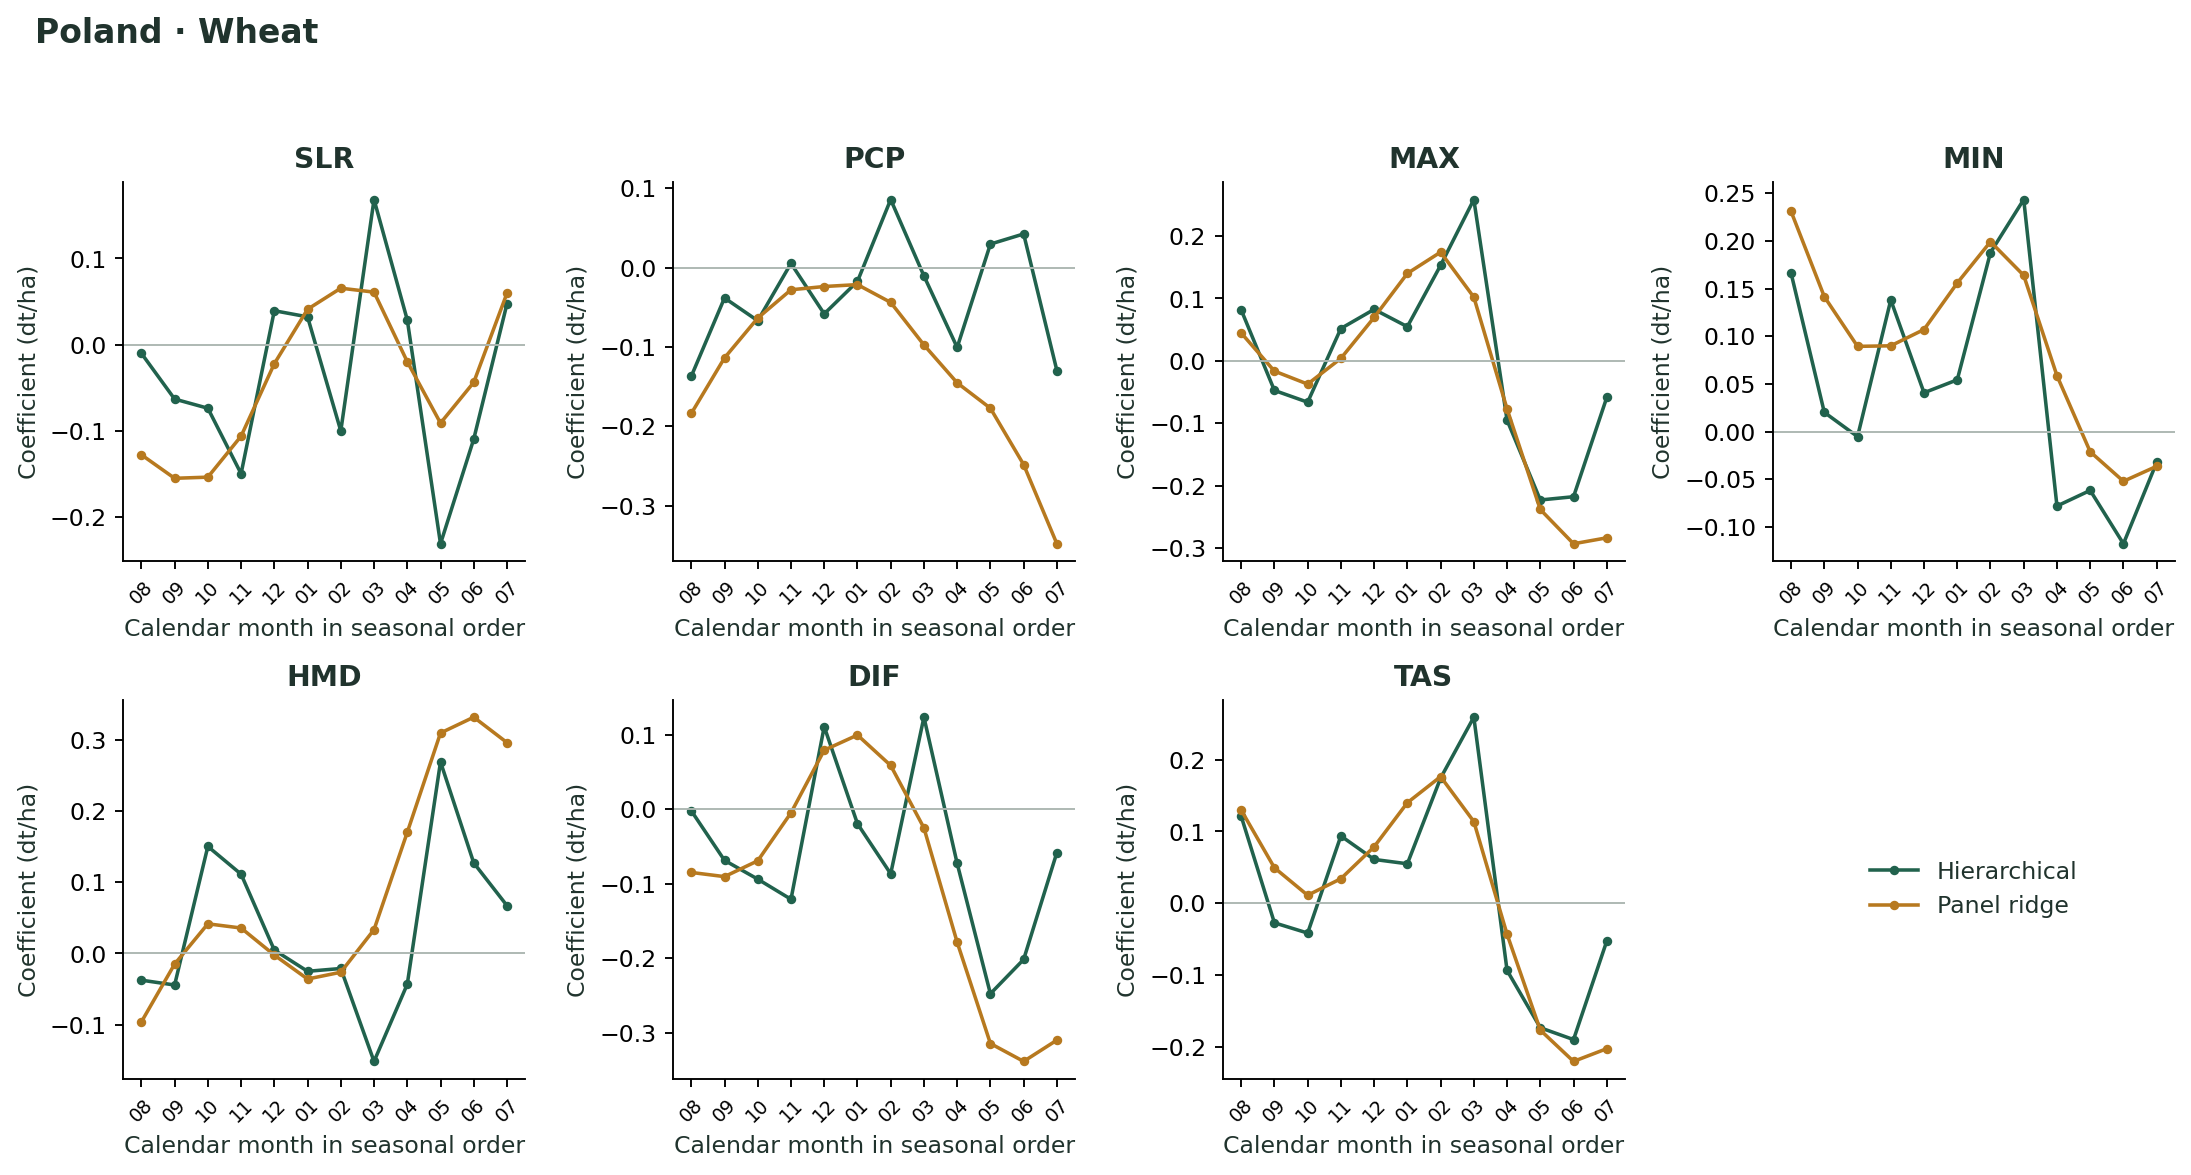 Poland · Wheat
SLR
Coefficient (dt/ha)
0.1
0.0
−0.1
−0.2
08 09 10 11 12 01 02 03 04 05 06 07
Calendar month in seasonal order
PCP
Coefficient (dt/ha)
0.1
0.0
−0.1
−0.2
−0.3
08 09 10 11 12 01 02 03 04 05 06 07
Calendar month in seasonal order
MAX
Coefficient (dt/ha)
0.2
0.1
0.0
−0.1
−0.2
−0.3
08 09 10 11 12 01 02 03 04 05 06 07
Calendar month in seasonal order
MIN
Coefficient (dt/ha)
0.25
0.20
0.15
0.10
0.05
0.00
−0.05
−0.10
08 09 10 11 12 01 02 03 04 05 06 07
Calendar month in seasonal order
HMD
Coefficient (dt/ha)
0.3
0.2
0.1
0.0
−0.1
08 09 10 11 12 01 02 03 04 05 06 07
Calendar month in seasonal order
DIF
Coefficient (dt/ha)
0.1
0.0
−0.1
−0.2
−0.3
08 09 10 11 12 01 02 03 04 05 06 07
Calendar month in seasonal order
TAS
Coefficient (dt/ha)
0.2
0.1
0.0
−0.1
−0.2
08 09 10 11 12 01 02 03 04 05 06 07
Calendar month in seasonal order
Hierarchical
Panel ridge